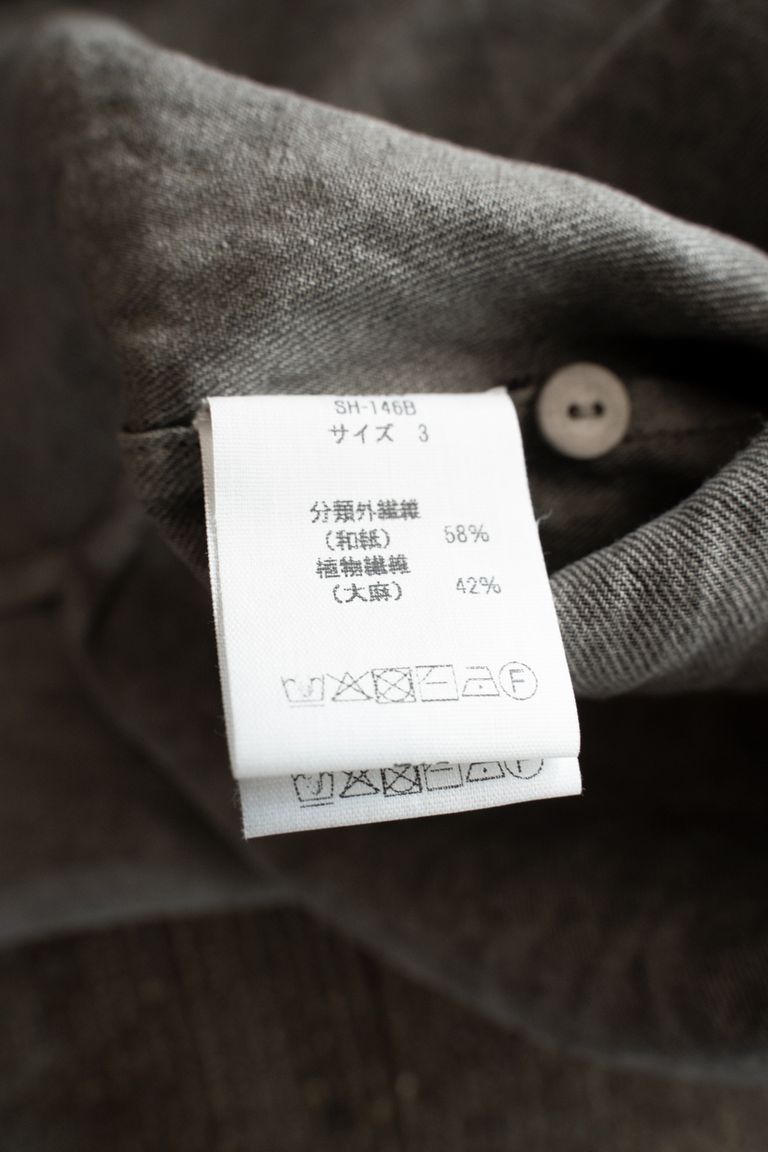 SH-146B
サイズ 3
分類外繊維
(和紙) 58%
植物繊維
(大麻) 42%
F